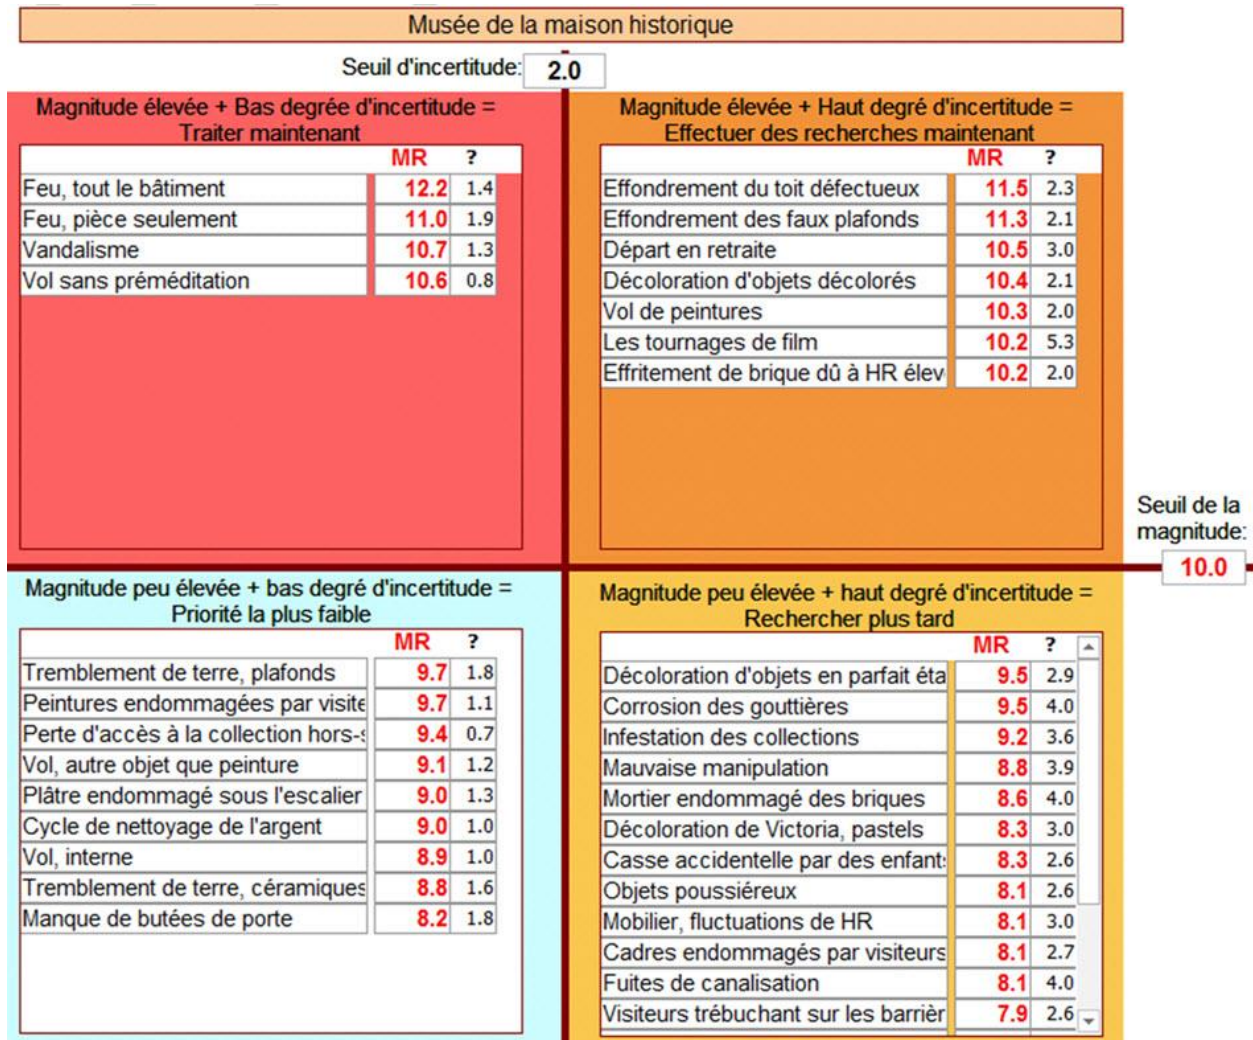 Musée de la maison historique
Seuil d'incertitude: 2.0
Magnitude élevée + Bas degrée d'incertitude =
Traiter maintenant
MR ?
Feu, tout le bâtiment 12.2 1.4
Feu, pièce seulement 11.0 1.9
Vandalisme 10.7 1.3
Vol sans préméditation 10.6 0.8
Magnitude élevée + Haut degré d'incertitude =
Effectuer des recherches maintenant
MR ?
Effondrement du toit défectueux 11.5 2.3
Effondrement des faux plafonds 11.3 2.1
Départ en retraite 10.5 3.0
Décoloration d'objets décolorés 10.4 2.1
Vol de peintures 10.3 2.0
Les tournages de film 10.2 5.3
Effritement de brique dû à HR élev 10.2 2.0
Seuil de la
magnitude:
10.0
Magnitude peu élevée + bas degré d'incertitude =
Priorité la plus faible
MR ?
Tremblement de terre, plafonds 9.7 1.8
Peintures endommagées par visite 9.7 1.1
Perte d'accès à la collection hors-s 9.4 0.7
Vol, autre objet que peinture 9.1 1.2
Plâtre endommagé sous l'escalier 9.0 1.3
Cycle de nettoyage de l'argent 9.0 1.0
Vol, interne 8.9 1.0
Tremblement de terre, céramiques 8.8 1.6
Manque de butées de porte 8.2 1.8
Magnitude peu élevée + haut degré d'incertitude =
Rechercher plus tard
MR ?
Décoloration d'objets en parfait éta 9.5 2.9
Corrosion des gouttières 9.5 4.0
Infestation des collections 9.2 3.6
Mauvaise manipulation 8.8 3.9
Mortier endommagé des briques 8.6 4.0
Décoloration de Victoria, pastels 8.3 3.0
Casse accidentelle par des enfants 8.3 2.6
Objets poussiéreux 8.1 2.6
Mobilier, fluctuations de HR 8.1 3.0
Cadres endommagés par visiteurs 8.1 2.7
Fuites de canalisation 8.1 4.0
Visiteurs trébuchant sur les barrièr 7.9 2.6